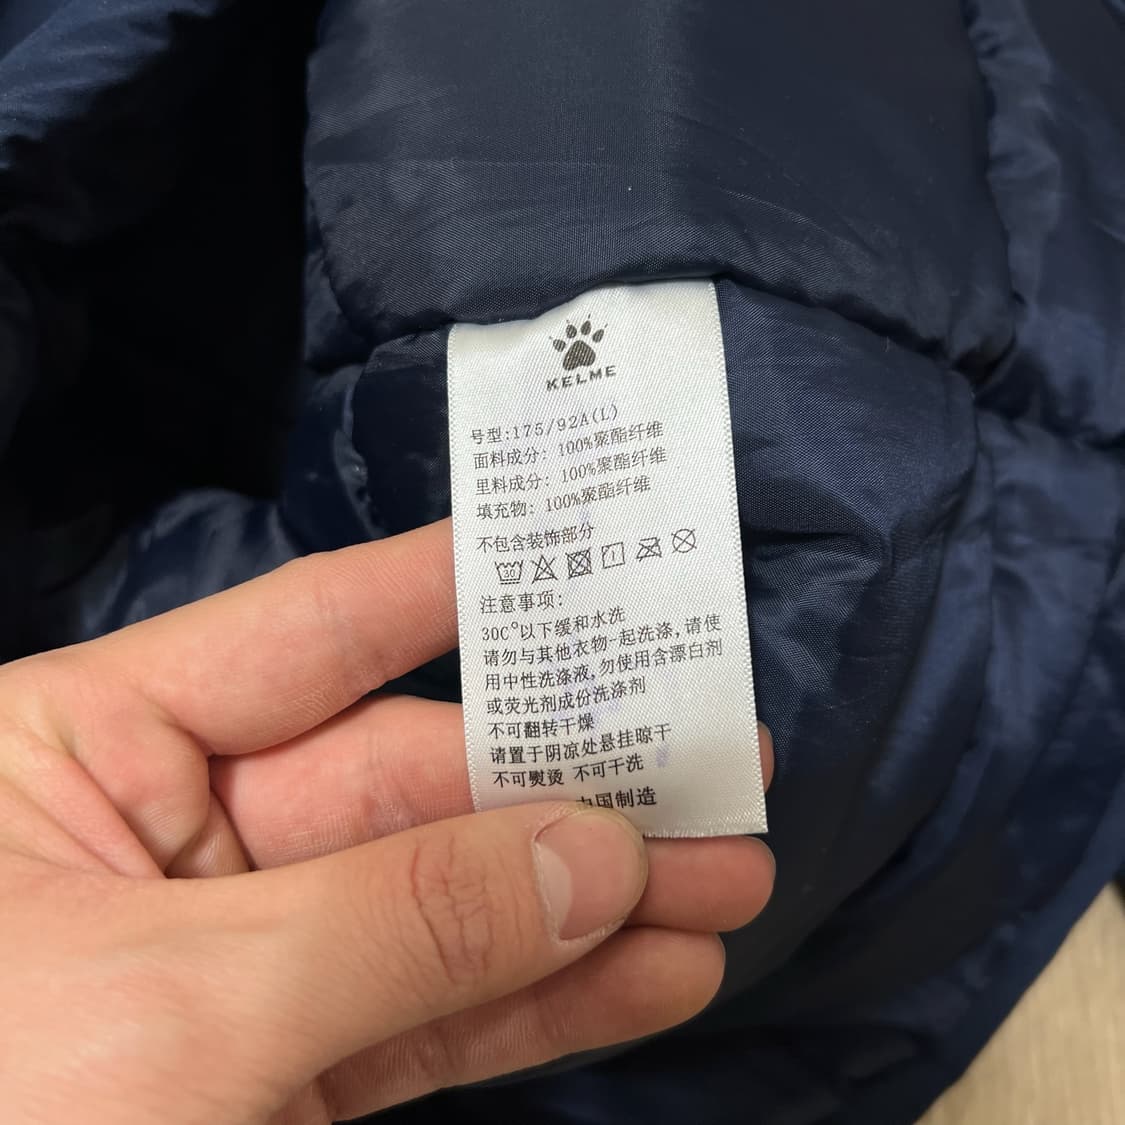 KELME
号型:175/92A(L)
面料成分: 100%聚酯纤维
里料成分: 100%聚酯纤维
填充物: 100%聚酯纤维
不包含装饰部分
30
注意事项:
30C°以下缓和水洗
请勿与其他衣物一起洗涤,请使
用中性洗涤液,勿使用含漂白剂
或荧光剂成份洗涤剂
不可翻转干燥
请置于阴凉处悬挂晾干
不可熨烫 不可干洗
中国制造